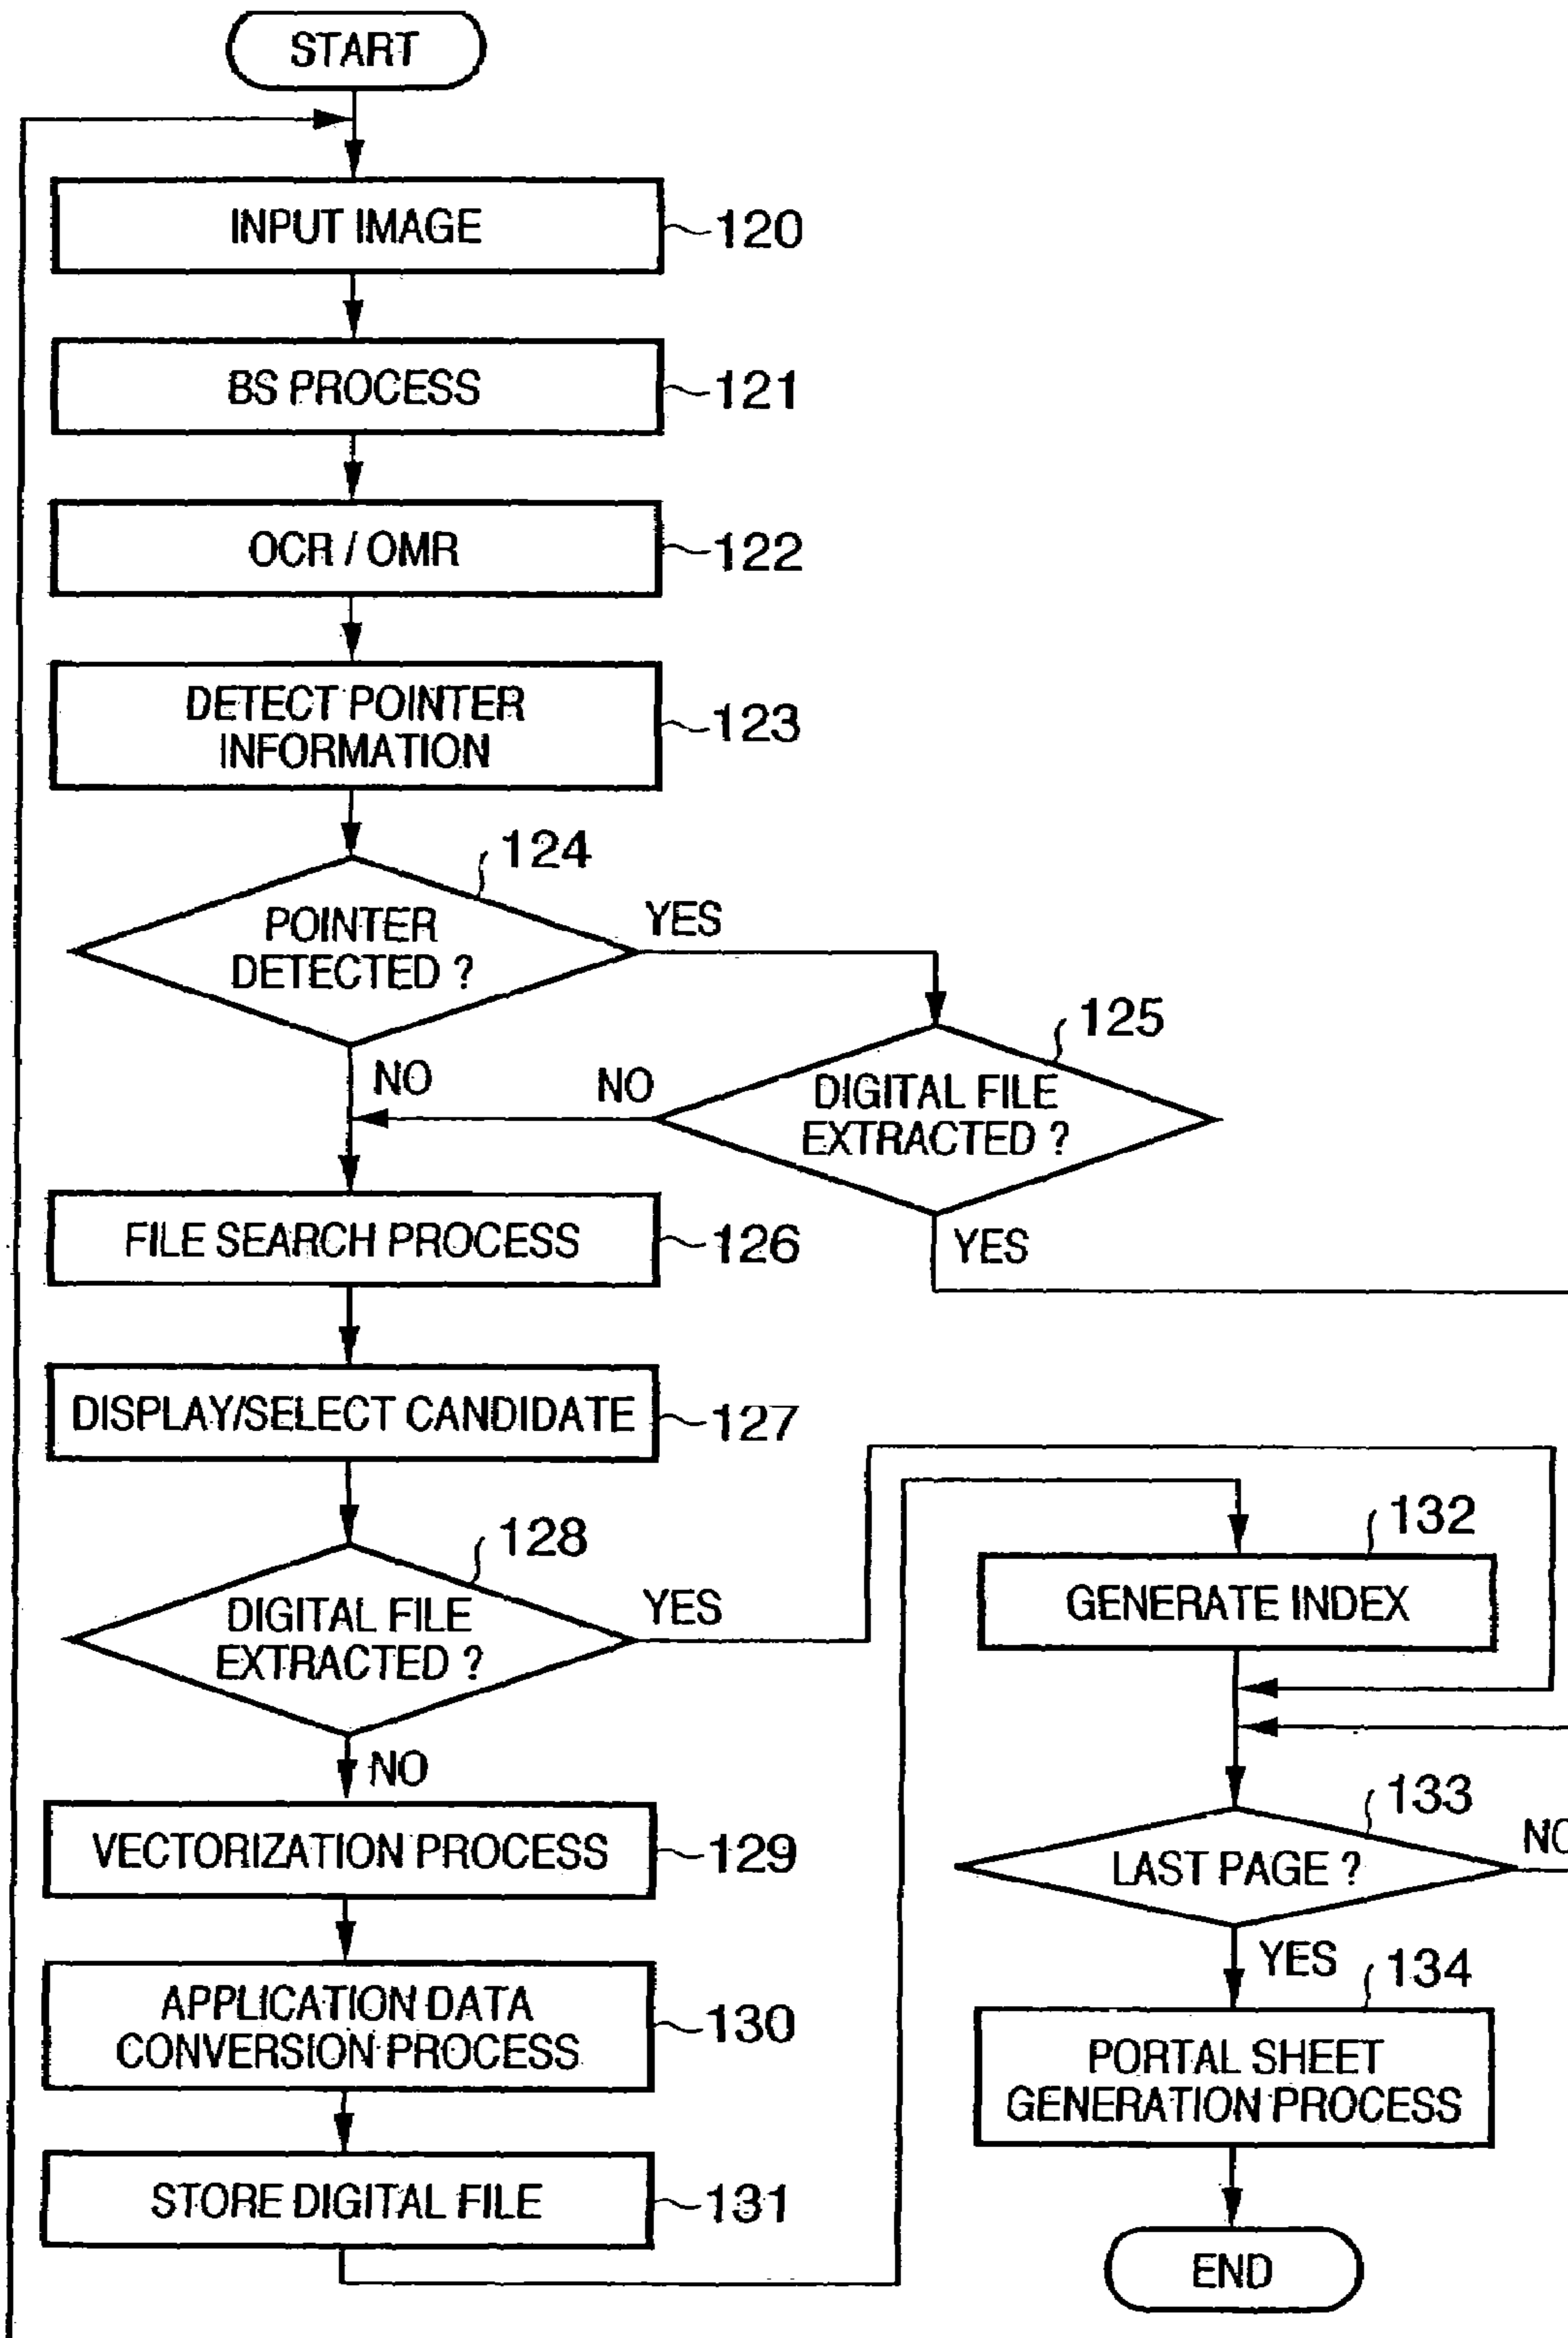 START
INPUT IMAGE
120
BS PROCESS
121
OCR / OMR
122
DETECT POINTER
INFORMATION
123
124
POINTER
DETECTED ?
YES
NO
125
DIGITAL FILE
EXTRACTED ?
NO
YES
FILE SEARCH PROCESS
126
DISPLAY/SELECT CANDIDATE
127
128
DIGITAL FILE
EXTRACTED ?
YES
NO
VECTORIZATION PROCESS
129
APPLICATION DATA
CONVERSION PROCESS
130
STORE DIGITAL FILE
131
132
GENERATE INDEX
133
LAST PAGE ?
NO
YES
134
PORTAL SHEET
GENERATION PROCESS
END